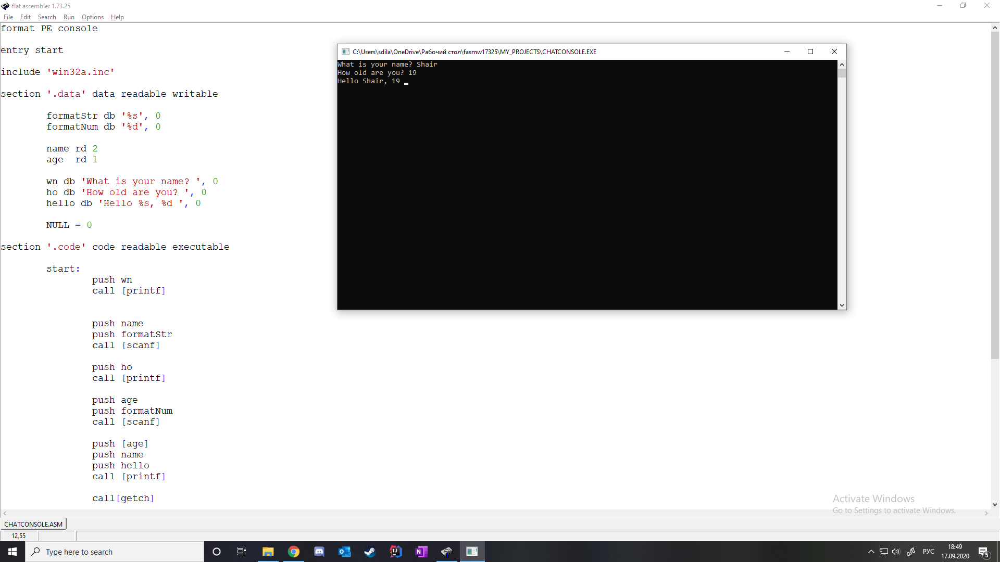 flat assembler 1.73.25
File Edit Search Run Options Help
format PE console
entry start
include 'win32a.inc'
section '.data' data readable writable
formatStr db '%s', 0
formatNum db '%d', 0
name rd 2
age rd 1
wn db 'What is your name? ', 0
ho db 'How old are you? ', 0
hello db 'Hello %s, %d ', 0
NULL = 0
section '.code' code readable executable
start:
push wn
call [printf]
push name
push formatStr
call [scanf]
push ho
call [printf]
push age
push formatNum
call [scanf]
push [age]
push name
push hello
call [printf]
call[getch]
C:\Users\sdila\OneDrive\Рабочий стол\fasmw17325\MY_PROJECTS\CHATCONSOLE.EXE
What is your name? Shair
How old are you? 19
Hello Shair, 19
Activate Windows
Go to Settings to activate Windows.
CHATCONSOLE.ASM
12,55
Type here to search
РУС
18:49
17.09.2020
5